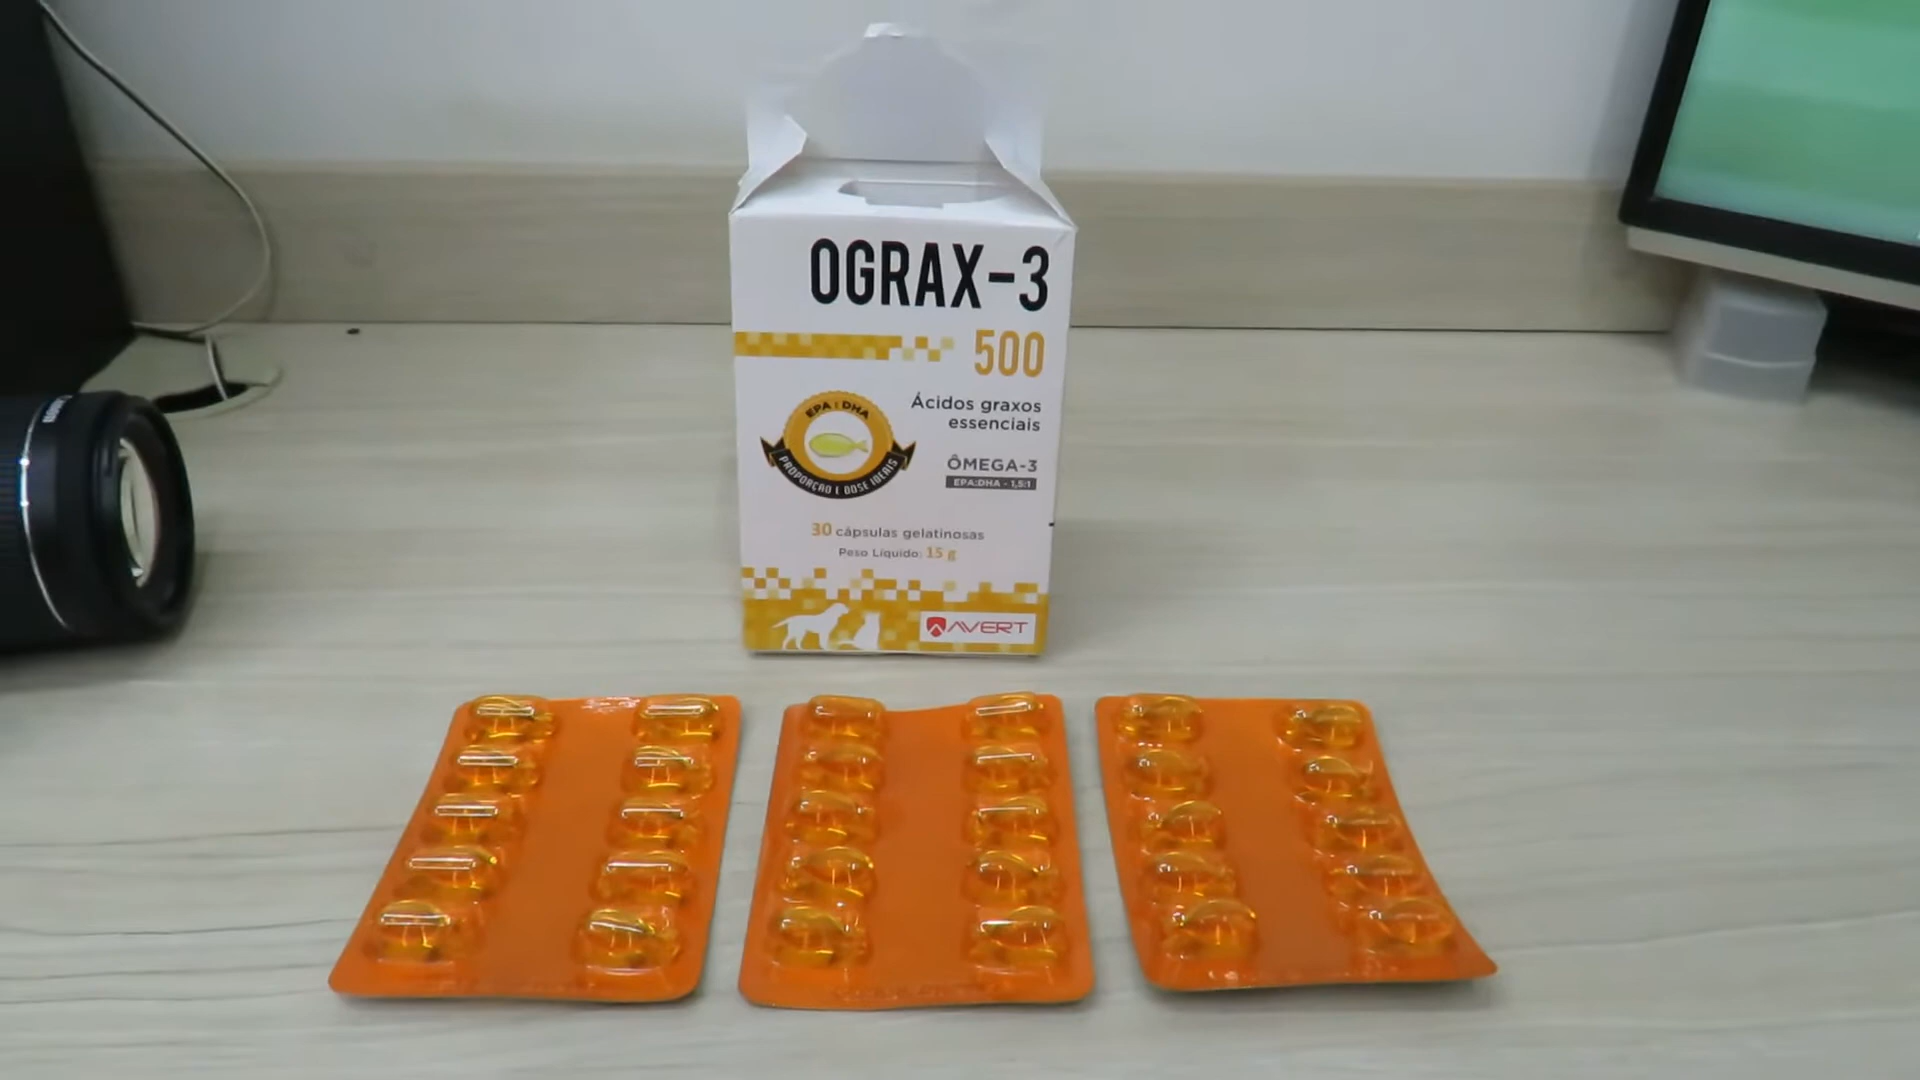 OGRAX-3
500
EPA : DHA
PROPORÇÃO E DOSE IDEAIS
Ácidos graxos
essenciais
ÔMEGA-3
EPA:DHA - 1,5:1
30 cápsulas gelatinosas
Peso Líquido: 15 g
AVERT